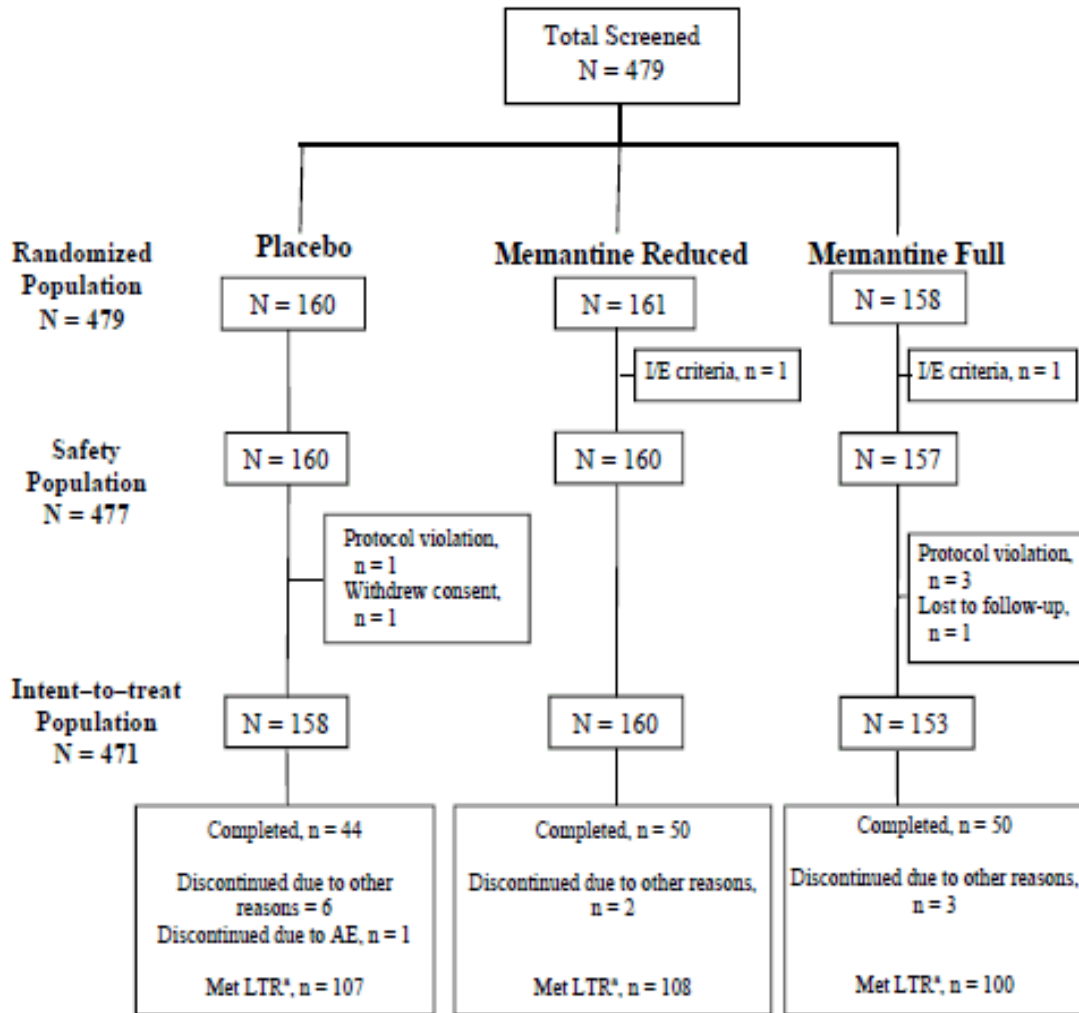 Total Screened
N = 479
Randomized
Population
N = 479
Placebo
Memantine Reduced
Memantine Full
N = 160
N = 161
N = 158
I/E criteria, n = 1
I/E criteria, n = 1
Safety
Population
N = 477
N = 160
N = 160
N = 157
Protocol violation,
n = 1
Withdrew consent,
n = 1
Protocol violation,
n = 3
Lost to follow-up,
n = 1
Intent–to–treat
Population
N = 471
N = 158
N = 160
N = 153
Completed, n = 44
Discontinued due to other
reasons = 6
Discontinued due to AE, n = 1
Met LTRª, n = 107
Completed, n = 50
Discontinued due to other reasons,
n = 2
Met LTRª, n = 108
Completed, n = 50
Discontinued due to other reasons,
n = 3
Met LTRª, n = 100